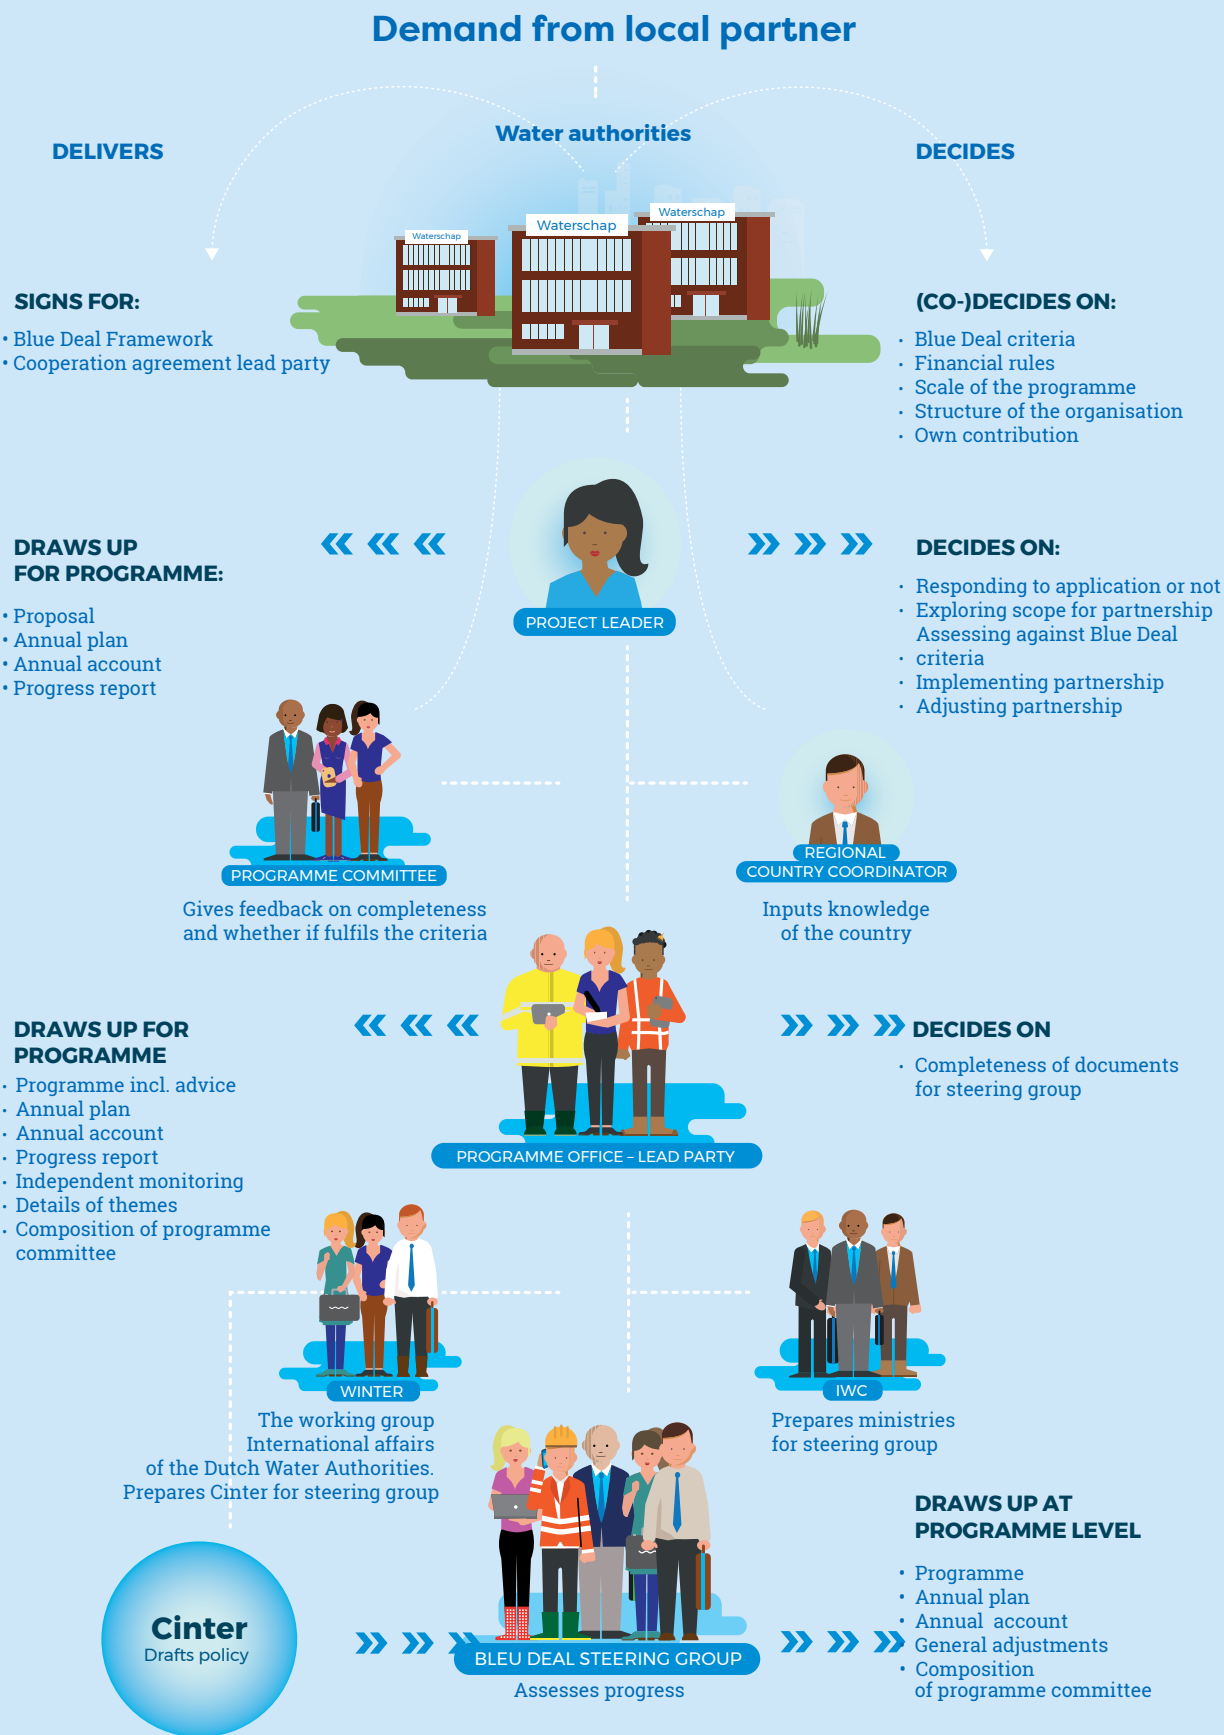 Demand from local partner
Water authorities
DELIVERS
DECIDES
Waterschap
Waterschap
Waterschap
SIGNS FOR:
• Blue Deal Framework
• Cooperation agreement lead party
(CO-)DECIDES ON:
· Blue Deal criteria
· Financial rules
· Scale of the programme
· Structure of the organisation
· Own contribution
DRAWS UP
FOR PROGRAMME:
• Proposal
• Annual plan
• Annual account
• Progress report
PROJECT LEADER
DECIDES ON:
· Responding to application or not
· Exploring scope for partnership
Assessing against Blue Deal
· criteria
· Implementing partnership
· Adjusting partnership
PROGRAMME COMMITTEE
Gives feedback on completeness
and whether if fulfils the criteria
REGIONAL
COUNTRY COORDINATOR
Inputs knowledge
of the country
DRAWS UP FOR
PROGRAMME
· Programme incl. advice
· Annual plan
· Annual account
· Progress report
· Independent monitoring
· Details of themes
· Composition of programme
committee
DECIDES ON
· Completeness of documents
for steering group
PROGRAMME OFFICE – LEAD PARTY
WINTER
The working group
International affairs
of the Dutch Water Authorities.
Prepares Cinter for steering group
IWC
Prepares ministries
for steering group
Cinter
Drafts policy
BLEU DEAL STEERING GROUP
Assesses progress
DRAWS UP AT
PROGRAMME LEVEL
• Programme
• Annual plan
• Annual account
• General adjustments
• Composition
of programme committee